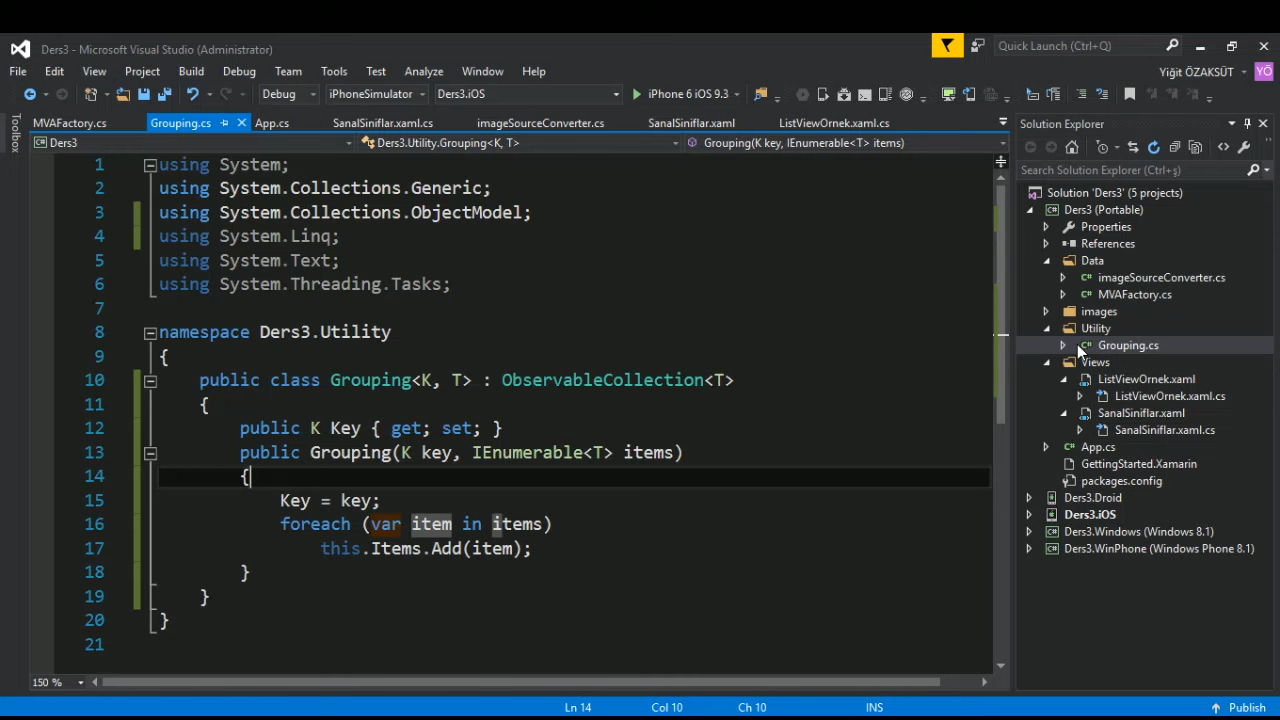 Ders3 - Microsoft Visual Studio (Administrator)
Quick Launch (Ctrl+Q)
File Edit View Project Build Debug Team Tools Test Analyze Window Help
Yiğit ÖZAKSÜT YÖ
Debug iPhoneSimulator Ders3.iOS iPhone 6 iOS 9.3
Toolbox
MVAFactory.cs Grouping.cs App.cs SanalSiniflar.xaml.cs imageSourceConverter.cs SanalSiniflar.xaml ListViewOrnek.xaml.cs
Ders3 Ders3.Utility.Grouping<K, T> Grouping(K key, IEnumerable<T> items)
1 using System;
2 using System.Collections.Generic;
3 using System.Collections.ObjectModel;
4 using System.Linq;
5 using System.Text;
6 using System.Threading.Tasks;
7
8 namespace Ders3.Utility
9 {
10 public class Grouping<K, T> : ObservableCollection<T>
11 {
12 public K Key { get; set; }
13 public Grouping(K key, IEnumerable<T> items)
14 {
15 Key = key;
16 foreach (var item in items)
17 this.Items.Add(item);
18 }
19 }
20 }
21
150 %
Solution Explorer
Search Solution Explorer (Ctrl+ş)
Solution 'Ders3' (5 projects)
Ders3 (Portable)
Properties
References
Data
imageSourceConverter.cs
MVAFactory.cs
images
Utility
Grouping.cs
Views
ListViewOrnek.xaml
ListViewOrnek.xaml.cs
SanalSiniflar.xaml
SanalSiniflar.xaml.cs
App.cs
GettingStarted.Xamarin
packages.config
Ders3.Droid
Ders3.iOS
Ders3.Windows (Windows 8.1)
Ders3.WinPhone (Windows Phone 8.1)
Ln 14 Col 10 Ch 10 INS Publish